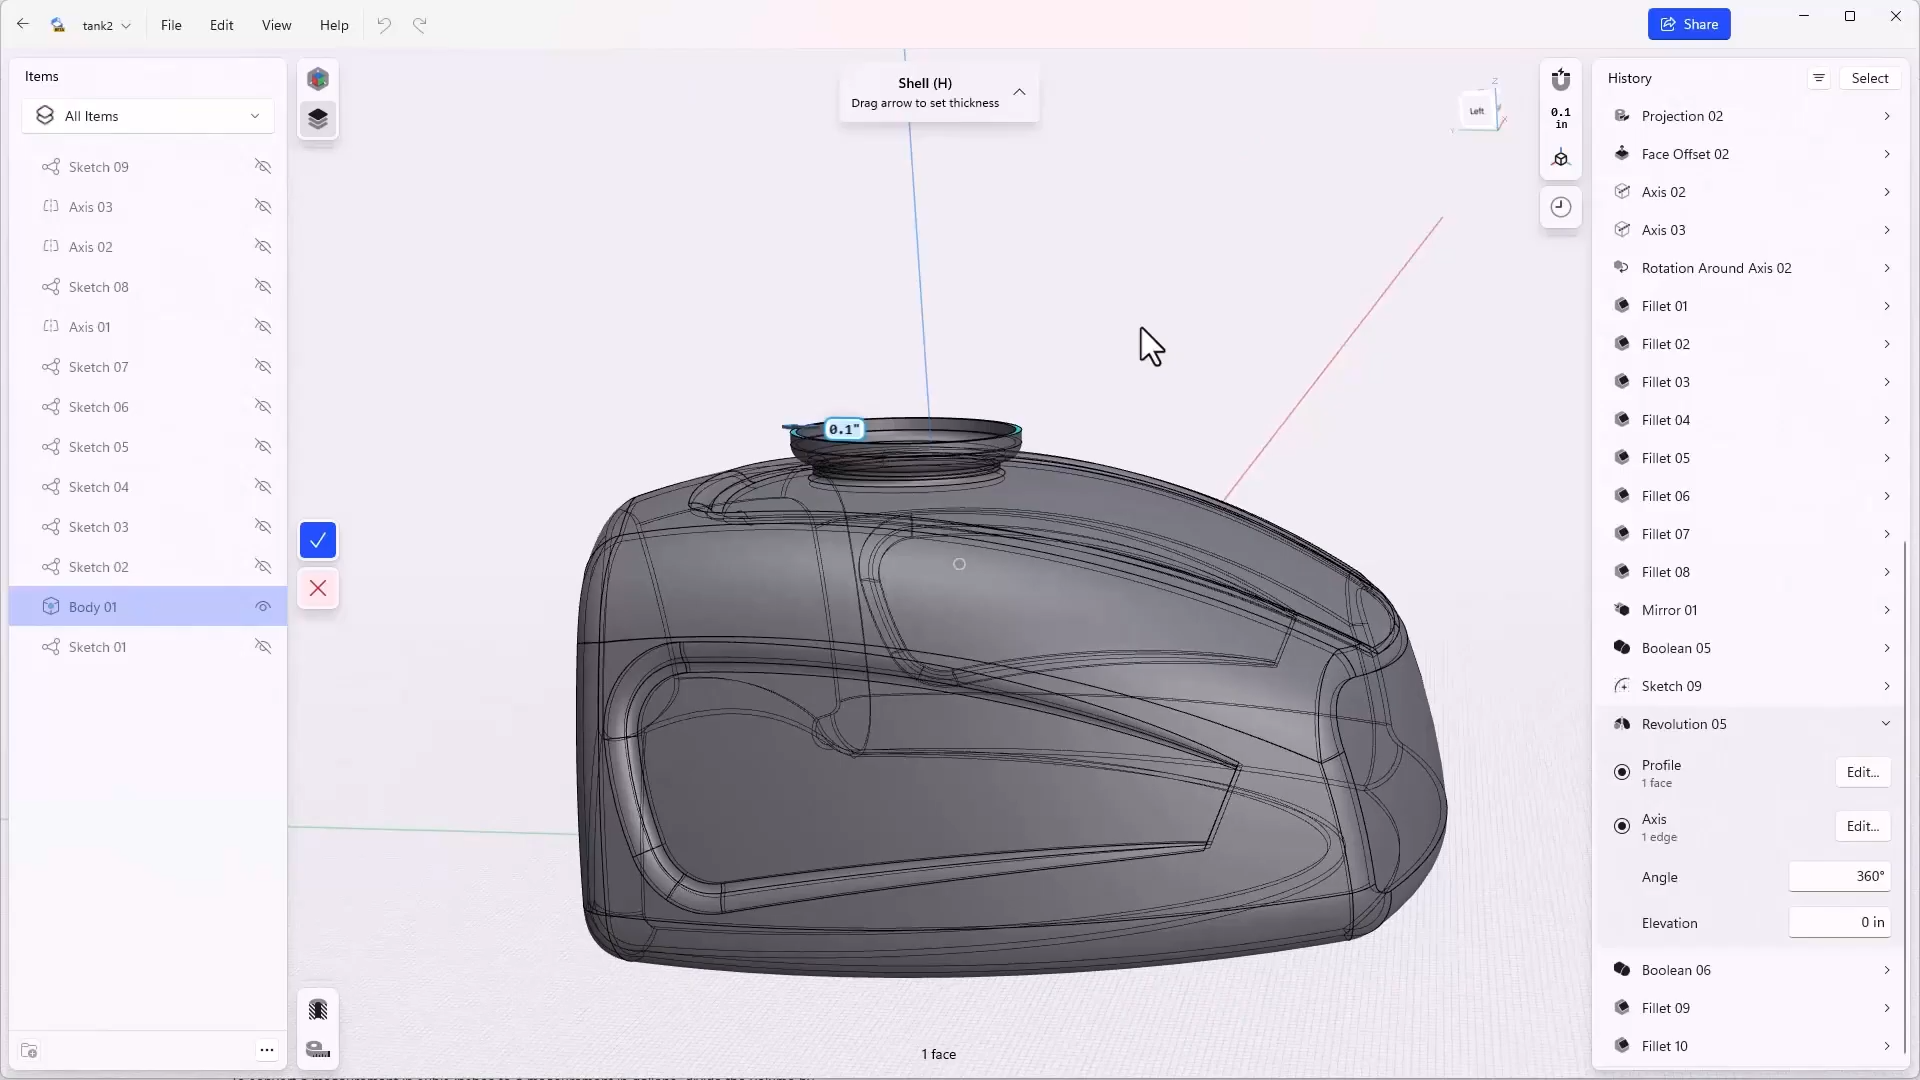 tank2
File
Edit
View
Help
Share
Items
All Items
Sketch 09
Axis 03
Axis 02
Sketch 08
Axis 01
Sketch 07
Sketch 06
Sketch 05
Sketch 04
Sketch 03
Sketch 02
Body 01
Sketch 01
Shell (H)
Drag arrow to set thickness
0.1"
Z
Left
0.1
in
1 face
History
Select
Projection 02
Face Offset 02
Axis 02
Axis 03
Rotation Around Axis 02
Fillet 01
Fillet 02
Fillet 03
Fillet 04
Fillet 05
Fillet 06
Fillet 07
Fillet 08
Mirror 01
Boolean 05
Sketch 09
Revolution 05
Profile
1 face
Edit...
Axis
1 edge
Edit...
Angle
360°
Elevation
0 in
Boolean 06
Fillet 09
Fillet 10